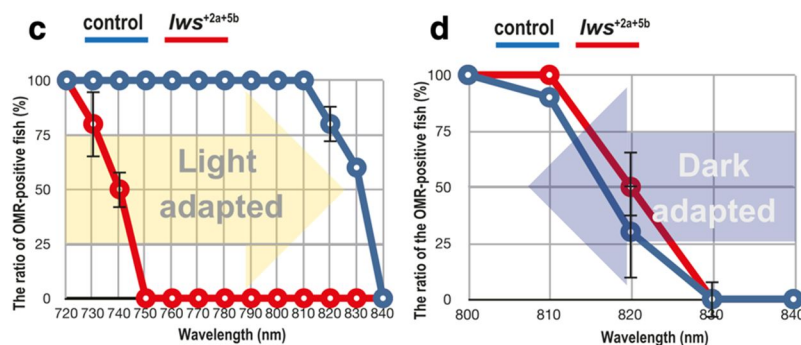 c
control lws+2a+5b
The ratio of OMR-positive fish (%)
100
75
50
25
0
Light
adapted
720 730 740 750 760 770 780 790 800 810 820 830 840
Wavelength (nm)
d
control lws+2a+5b
The ratio of the OMR-positive fish (%)
100
75
50
25
0
Dark
adapted
800 810 820 830 840
Wavelength (nm)